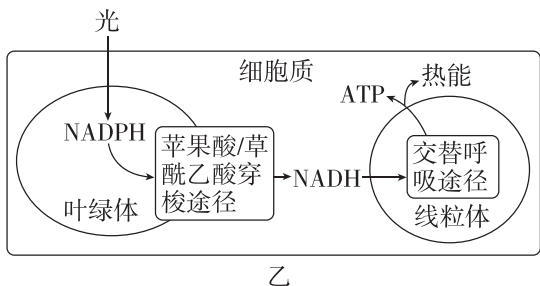 光
细胞质
ATP
热能
NADPH
苹果酸/草
酰乙酸穿
梭途径
NADH
交替呼
吸途径
叶绿体
线粒体
乙